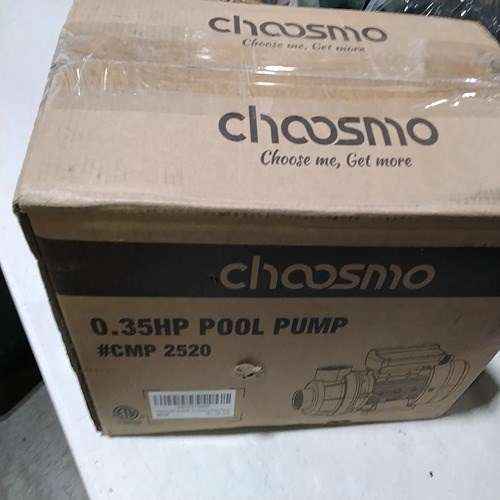 choosmo
Choose me, Get more
choosmo
Choose me, Get more
choosmo
0.35HP POOL PUMP
#CMP 2520